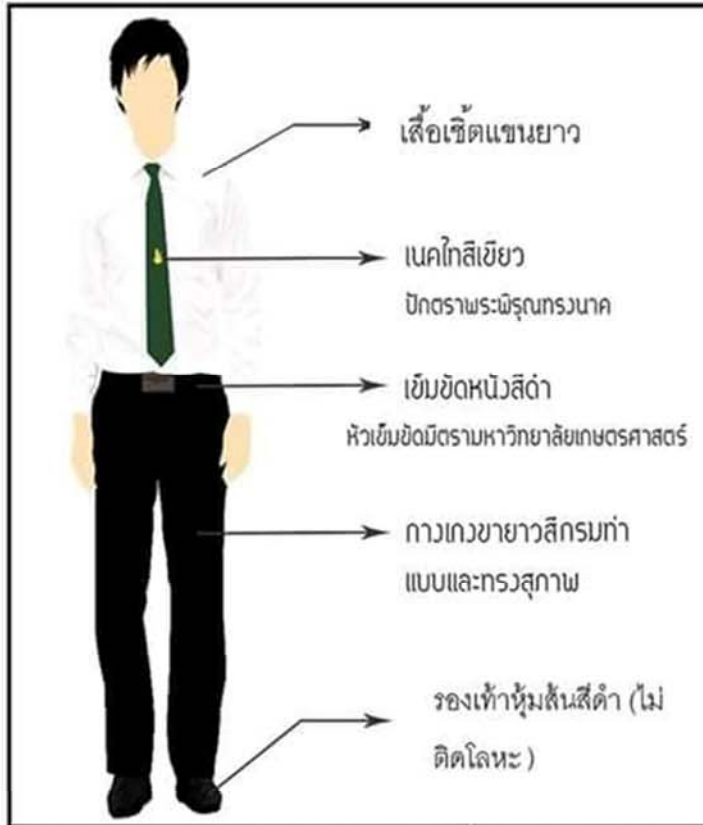 เสื้อเชิ้ตแขนยาว
เนคไทสีเขียว
ปักตราพระพิรุณทรงนาค
เข็มขัดหนังสีดำ
หัวเข็มขัดมีตรามหาวิทยาลัยเกษตรศาสตร์
กางเกงขายาวสีกรมท่า
แบบและทรงสุภาพ
รองเท้าหุ้มส้นสีดำ (ไม่
ติดโลหะ )